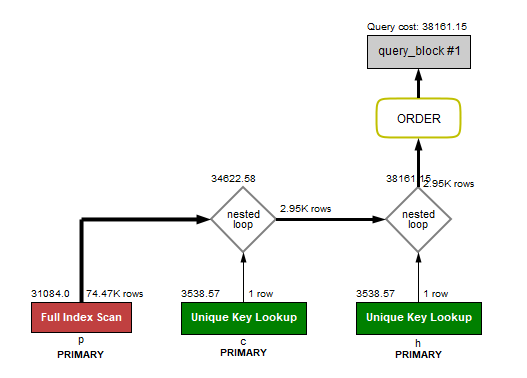 Query cost: 38161.15
query_block #1
ORDER
34622.58
38161.15
2.95K rows
nested
loop
2.95K rows
nested
loop
31084.0
74.47K rows
3538.57
1 row
3538.57
1 row
Full Index Scan
Unique Key Lookup
Unique Key Lookup
p
c
h
PRIMARY
PRIMARY
PRIMARY